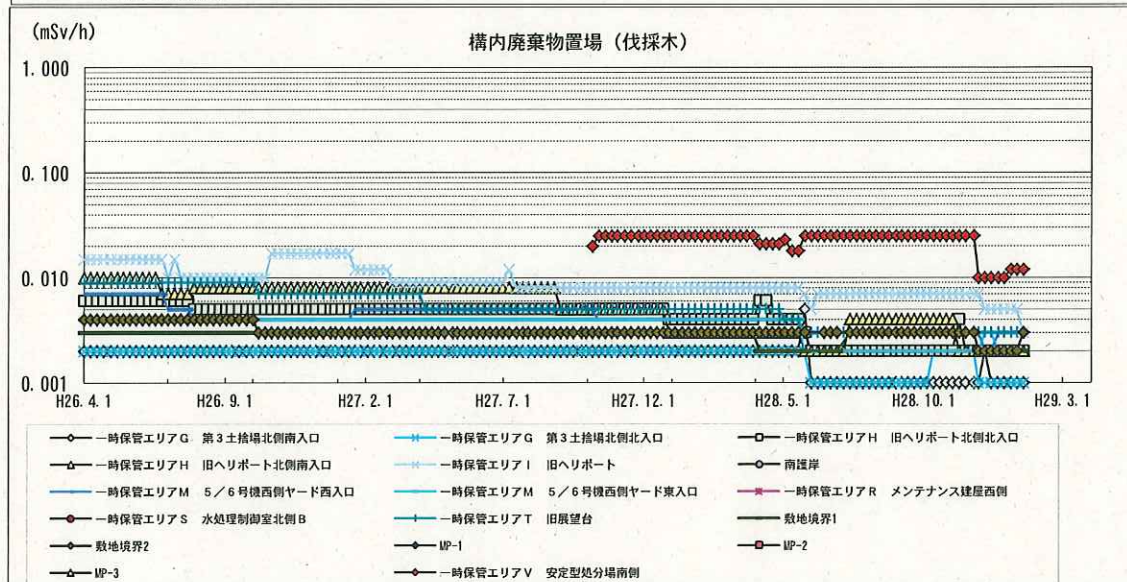 (mSv/h)
構内廃棄物置場（伐採木）
1.000
0.100
0.010
0.001
H26. 4. 1 H26. 9. 1 H27. 2. 1 H27. 7. 1 H27. 12. 1 H28. 5. 1 H28. 10. 1 H29. 3. 1
一時保管エリアG 第3土捨場北側南入口 一時保管エリアG 第3土捨場北側北入口 一時保管エリアH 旧ヘリポート北側北入口
一時保管エリアH 旧ヘリポート北側南入口 一時保管エリアI 旧ヘリポート 南護岸
一時保管エリアM 5／6号機西側ヤード西入口 一時保管エリアM 5／6号機西側ヤード東入口 一時保管エリアR メンテナンス建屋西側
一時保管エリアS 水処理制御室北側B 一時保管エリアT 旧展望台 敷地境界1
敷地境界2 MP-1 MP-2
MP-3 一時保管エリアV 安定型処分場南側